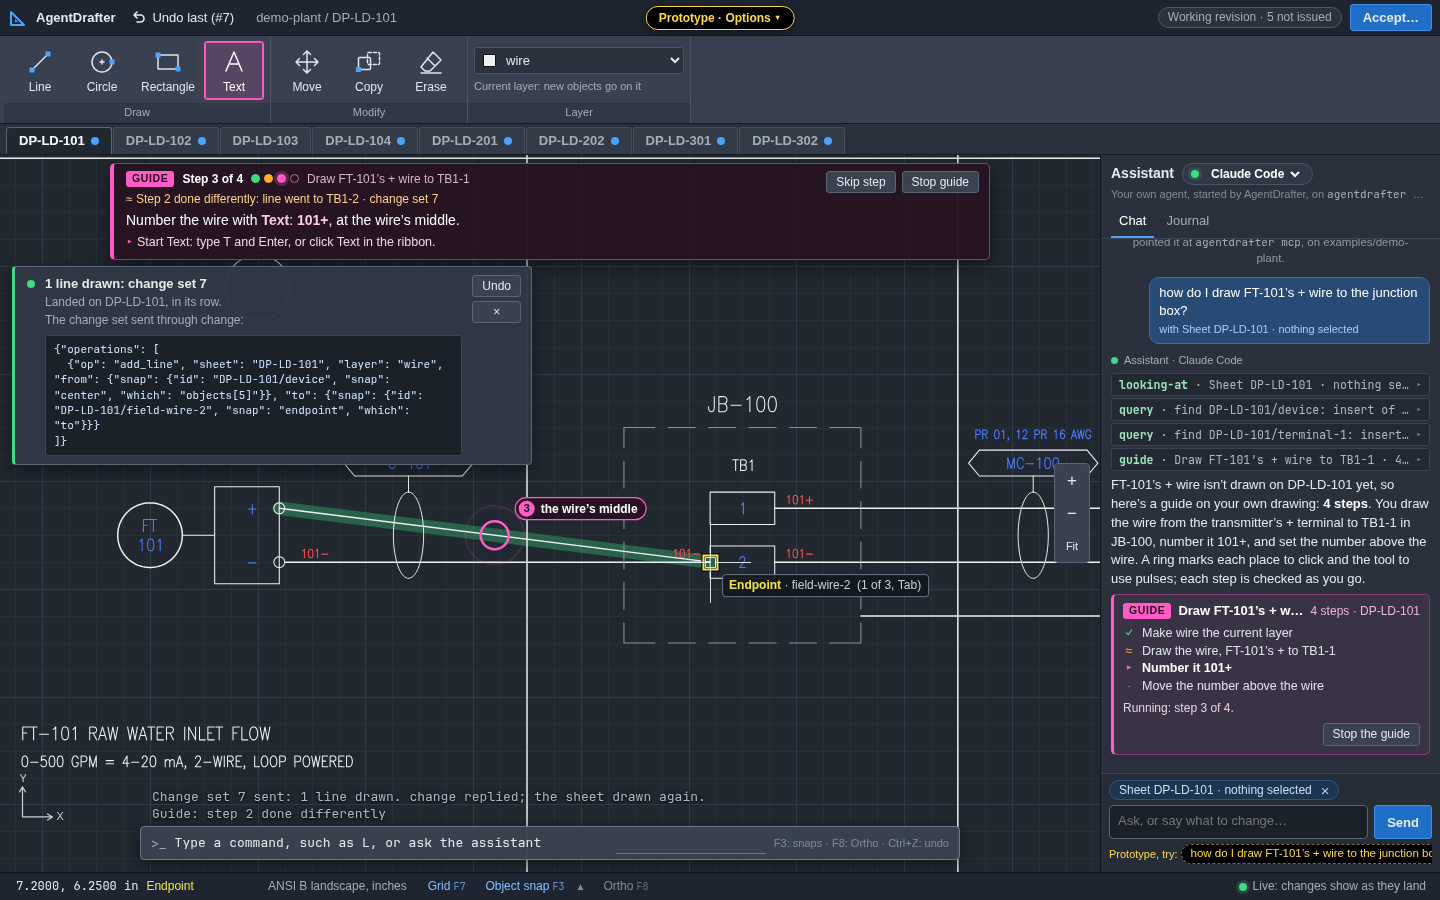 AgentDrafter
Undo last (#7)
demo-plant / DP-LD-101
Prototype · Options ▾
Working revision · 5 not issued
Accept…
Line
Circle
Rectangle
Text
Move
Copy
Erase
wire
Current layer: new objects go on it
Draw
Modify
Layer
DP-LD-101
DP-LD-102
DP-LD-103
DP-LD-104
DP-LD-201
DP-LD-202
DP-LD-301
DP-LD-302
GUIDE Step 3 of 4 Draw FT-101's + wire to TB1-1
≈ Step 2 done differently: line went to TB1-2 · change set 7
Number the wire with Text: 101+, at the wire's middle.
▸ Start Text: type T and Enter, or click Text in the ribbon.
Skip step
Stop guide
1 line drawn: change set 7
Landed on DP-LD-101, in its row.
The change set sent through change:
{"operations": [
{"op": "add_line", "sheet": "DP-LD-101", "layer": "wire",
"from": {"snap": {"id": "DP-LD-101/device", "snap":
"center", "which": "objects[5]"}}, "to": {"snap": {"id":
"DP-LD-101/field-wire-2", "snap": "endpoint", "which":
"to"}}}
]}
Undo
×
JB-100
TB1
PR 01, 12 PR 16 AWG
MC-100
FT
101
+
−
101-
3 the wire's middle
101-
1
2
101+
101-
Endpoint · field-wire-2 (1 of 3, Tab)
+
−
Fit
FT-101 RAW WATER INLET FLOW
0-500 GPM = 4-20 mA, 2-WIRE, LOOP POWERED
Y
X
Change set 7 sent: 1 line drawn. change replied; the sheet drawn again.
Guide: step 2 done differently
>_ Type a command, such as L, or ask the assistant
F3: snaps · F8: Ortho · Ctrl+Z: undo
Assistant
Claude Code
Your own agent, started by AgentDrafter, on agentdrafter …
Chat
Journal
pointed it at agentdrafter mcp, on examples/demo-
plant.
how do I draw FT-101's + wire to the junction
box?
with Sheet DP-LD-101 · nothing selected
Assistant · Claude Code
looking-at · Sheet DP-LD-101 · nothing se… ▸
query · find DP-LD-101/device: insert of … ▸
query · find DP-LD-101/terminal-1: insert… ▸
guide · Draw FT-101's + wire to TB1-1 · 4… ▸
FT-101's + wire isn't drawn on DP-LD-101 yet, so
here's a guide on your own drawing: 4 steps. You draw
the wire from the transmitter's + terminal to TB1-1 in
JB-100, number it 101+, and set the number above the
wire. A ring marks each place to click and the tool to
use pulses; each step is checked as you go.
GUIDE Draw FT-101's + w… 4 steps · DP-LD-101
✓ Make wire the current layer
≈ Draw the wire, FT-101's + to TB1-1
▸ Number it 101+
· Move the number above the wire
Running: step 3 of 4.
Stop the guide
Sheet DP-LD-101 · nothing selected ×
Ask, or say what to change…
Send
Prototype, try: how do I draw FT-101's + wire to the junction bo
7.2000, 6.2500 in Endpoint
ANSI B landscape, inches
Grid F7
Object snap F3 ▴
Ortho F8
Live: changes show as they land